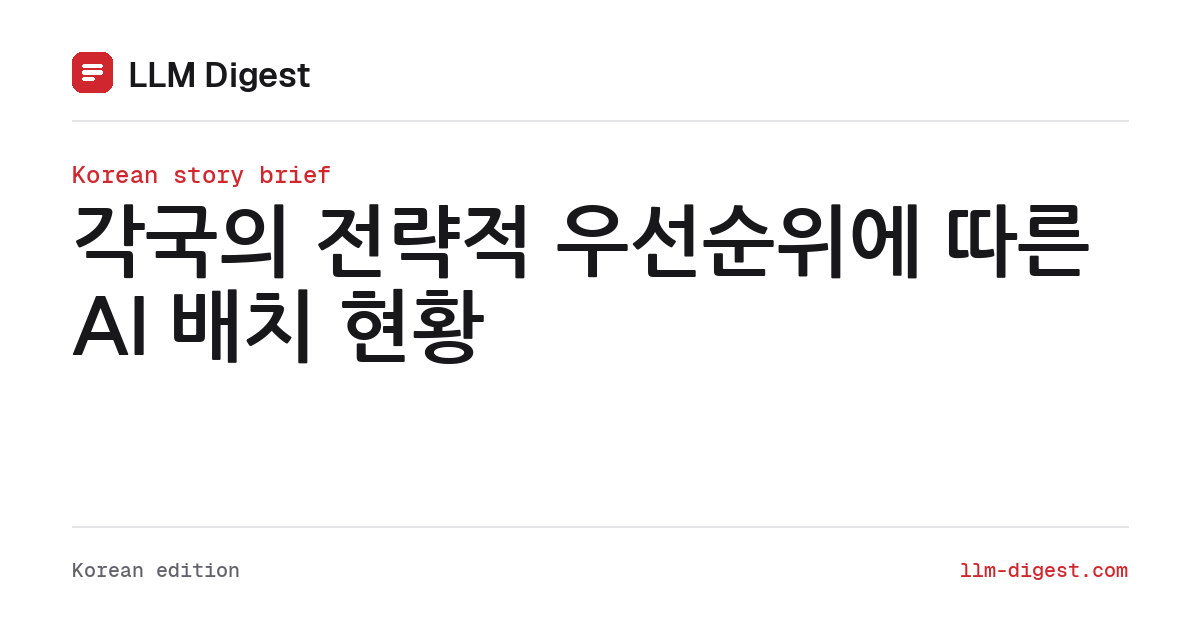 LLM Digest
Korean story brief
각국의 전략적 우선순위에 따른
AI 배치 현황
Korean edition
llm-digest.com